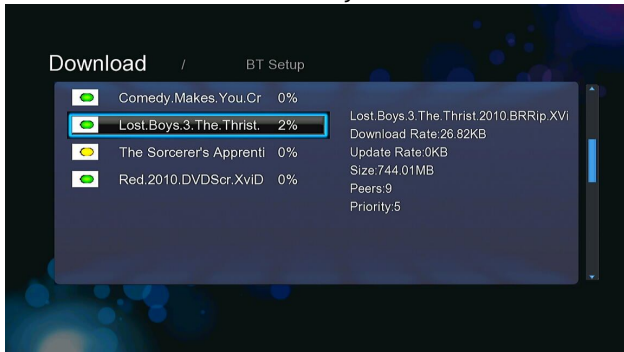 Download / BT Setup
Comedy.Makes.You.Cr 0%
Lost.Boys.3.The.Thrist. 2%
The Sorcerer's Apprenti 0%
Red.2010.DVDScr.XviD 0%
Lost.Boys.3.The.Thrist.2010.BRRip.XVi
Download Rate:26.82KB
Update Rate:0KB
Size:744.01MB
Peers:9
Priority:5